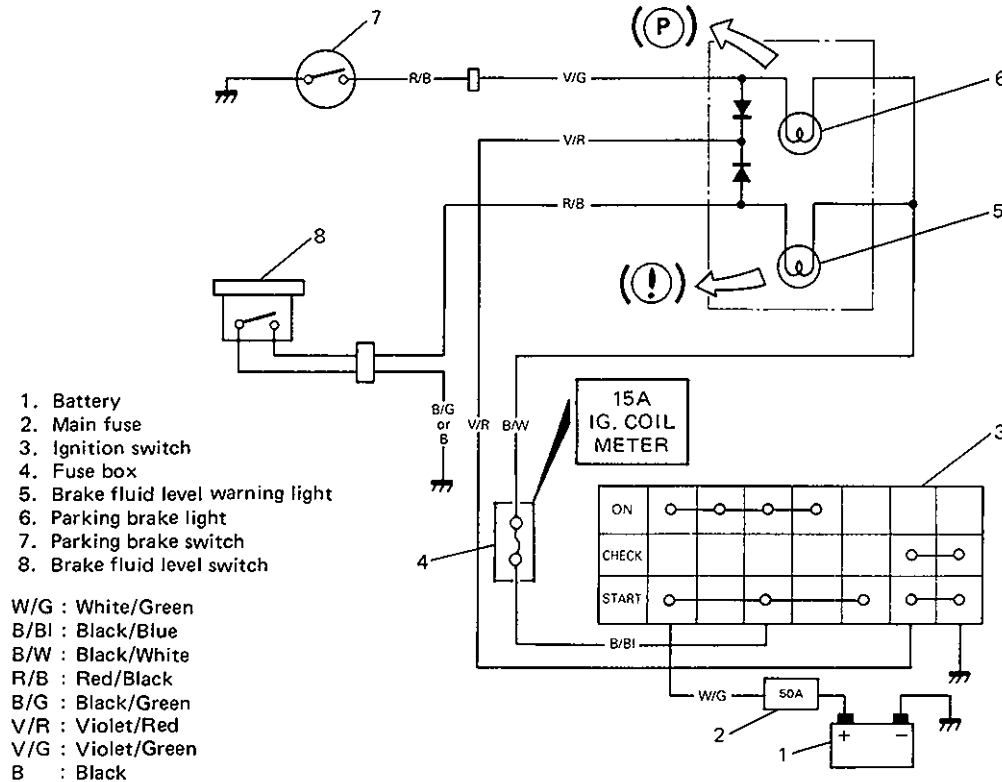 7
P
6
R/B
V/G
V/R
R/B
5
8
!
15A
IG. COIL
METER
B/G
or
B
V/R
B/W
3
4
ON
CHECK
START
B/Bl
W/G
50A
2
1
+ −
1. Battery
2. Main fuse
3. Ignition switch
4. Fuse box
5. Brake fluid level warning light
6. Parking brake light
7. Parking brake switch
8. Brake fluid level switch
W/G : White/Green
B/Bl : Black/Blue
B/W : Black/White
R/B : Red/Black
B/G : Black/Green
V/R : Violet/Red
V/G : Violet/Green
B : Black